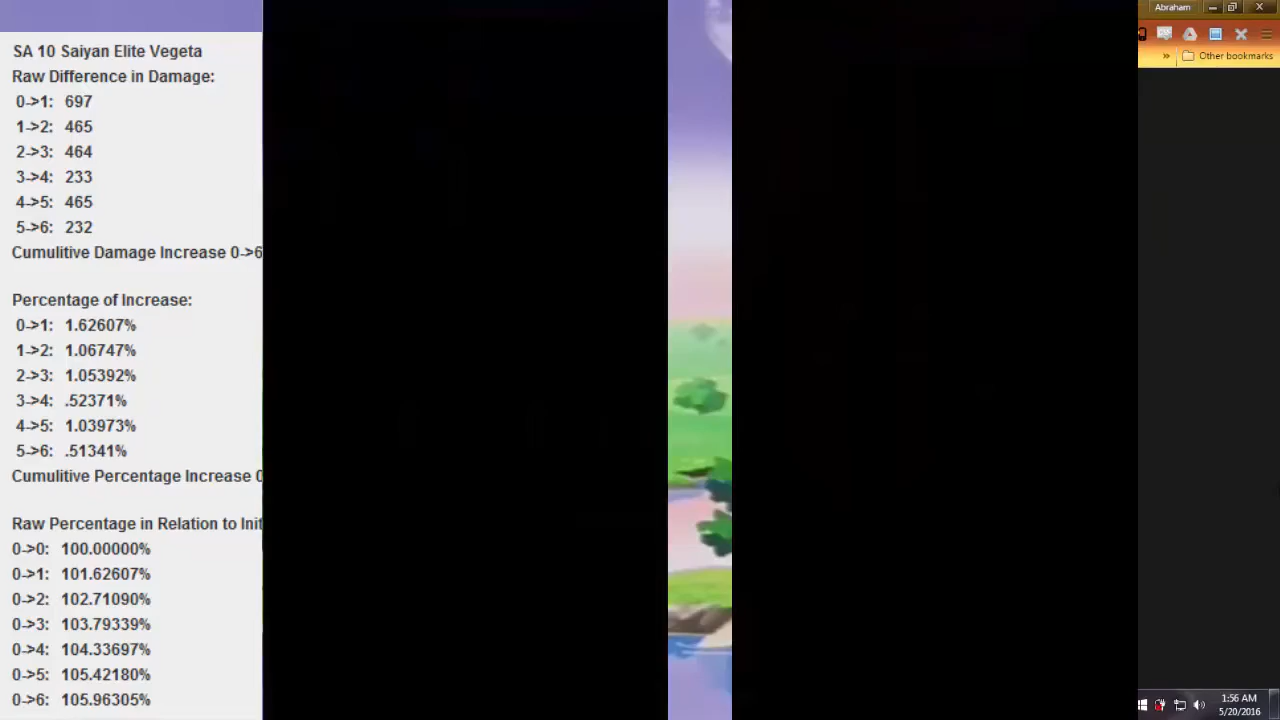 Abraham
Other bookmarks
SA 10 Saiyan Elite Vegeta
Raw Difference in Damage:
0->1: 697
1->2: 465
2->3: 464
3->4: 233
4->5: 465
5->6: 232
Cumulitive Damage Increase 0->6
Percentage of Increase:
0->1: 1.62607%
1->2: 1.06747%
2->3: 1.05392%
3->4: .52371%
4->5: 1.03973%
5->6: .51341%
Cumulitive Percentage Increase 0
Raw Percentage in Relation to Init
0->0: 100.00000%
0->1: 101.62607%
0->2: 102.71090%
0->3: 103.79339%
0->4: 104.33697%
0->5: 105.42180%
0->6: 105.96305%
1:56 AM
5/20/2016